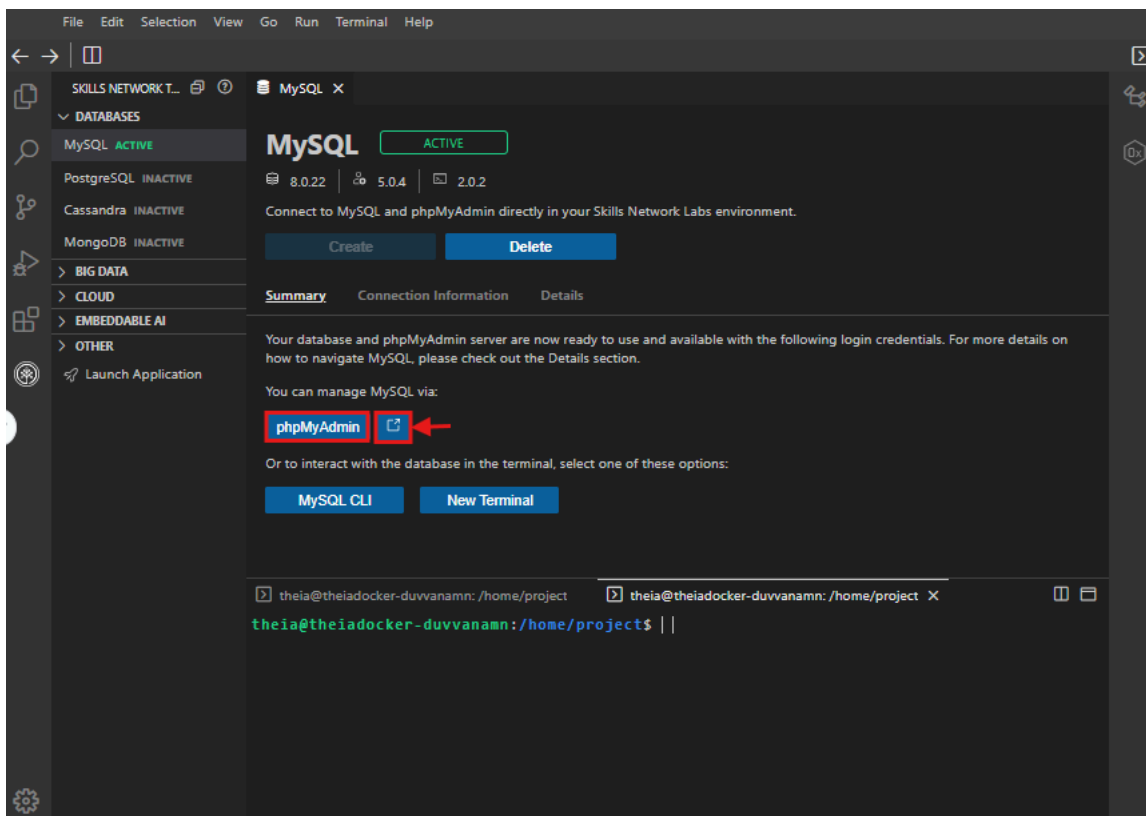 File Edit Selection View Go Run Terminal Help
SKILLS NETWORK T...
DATABASES
MySQL ACTIVE
PostgreSQL INACTIVE
Cassandra INACTIVE
MongoDB INACTIVE
BIG DATA
CLOUD
EMBEDDABLE AI
OTHER
Launch Application
MySQL
MySQL ACTIVE
8.0.22 5.0.4 2.0.2
Connect to MySQL and phpMyAdmin directly in your Skills Network Labs environment.
Create Delete
Summary Connection Information Details
Your database and phpMyAdmin server are now ready to use and available with the following login credentials. For more details on
how to navigate MySQL, please check out the Details section.
You can manage MySQL via:
phpMyAdmin
Or to interact with the database in the terminal, select one of these options:
MySQL CLI New Terminal
theia@theiadocker-duvvanamn: /home/project theia@theiadocker-duvvanamn: /home/project
theia@theiadocker-duvvanamn:/home/project$